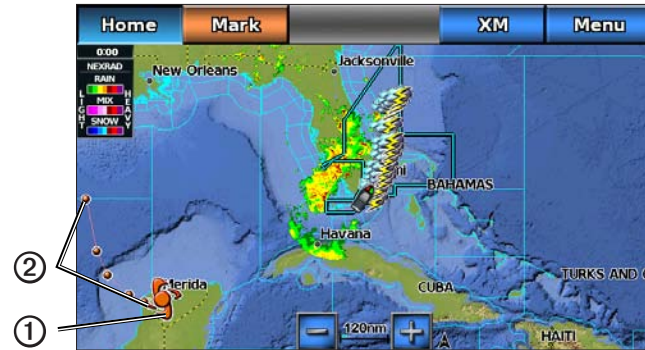 Home Mark XM Menu
0:00
NEXRAD
RAIN
MIX
SNOW
LIGHT
HEAVY
New Orleans
Jacksonville
ni
BAHAMAS
Havana
② Merida
CUBA
TURKS AND
①
120nm
HAITI